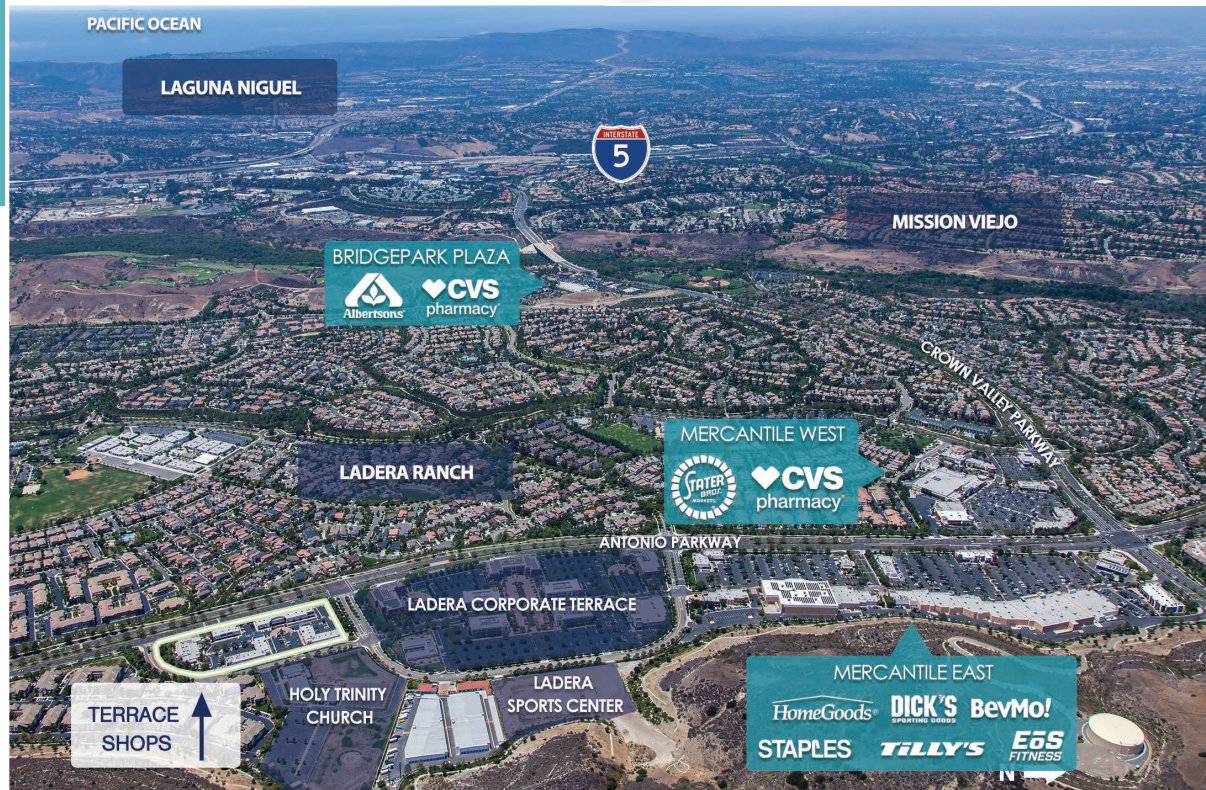 PACIFIC OCEAN
LAGUNA NIGUEL
INTERSTATE
5
MISSION VIEJO
BRIDGEPARK PLAZA
Albertsons
CVS
pharmacy
CROWN VALLEY PARKWAY
MERCANTILE WEST
STATER
BROS.
MARKETS
CVS
pharmacy
LADERA RANCH
ANTONIO PARKWAY
LADERA CORPORATE TERRACE
MERCANTILE EAST
HomeGoods
DICK'S
SPORTING GOODS
BevMo!
STAPLES
TiLLY'S
EōS
FITNESS
LADERA
SPORTS CENTER
HOLY TRINITY
CHURCH
TERRACE
SHOPS
N